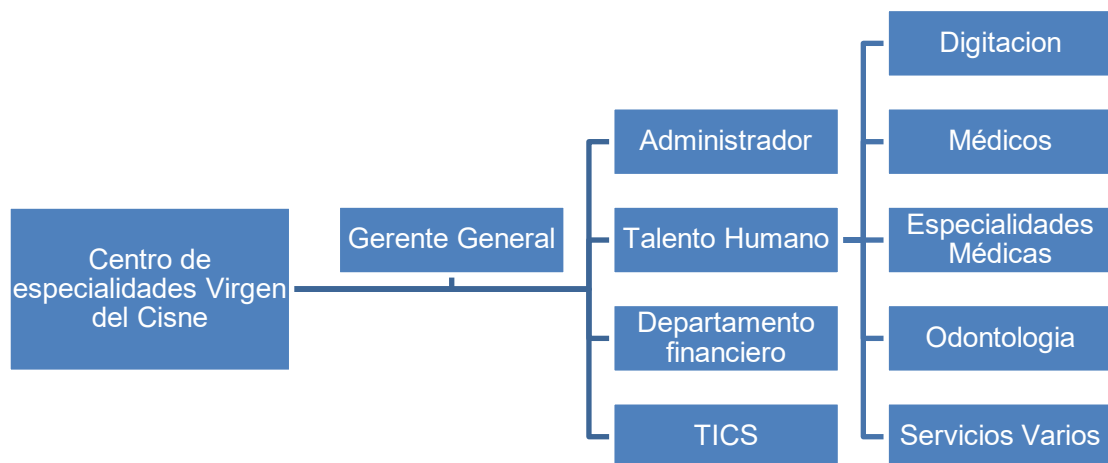 Centro de
especialidades Virgen
del Cisne
Gerente General
Administrador
Talento Humano
Departamento
financiero
TICS
Digitacion
Médicos
Especialidades
Médicas
Odontologia
Servicios Varios